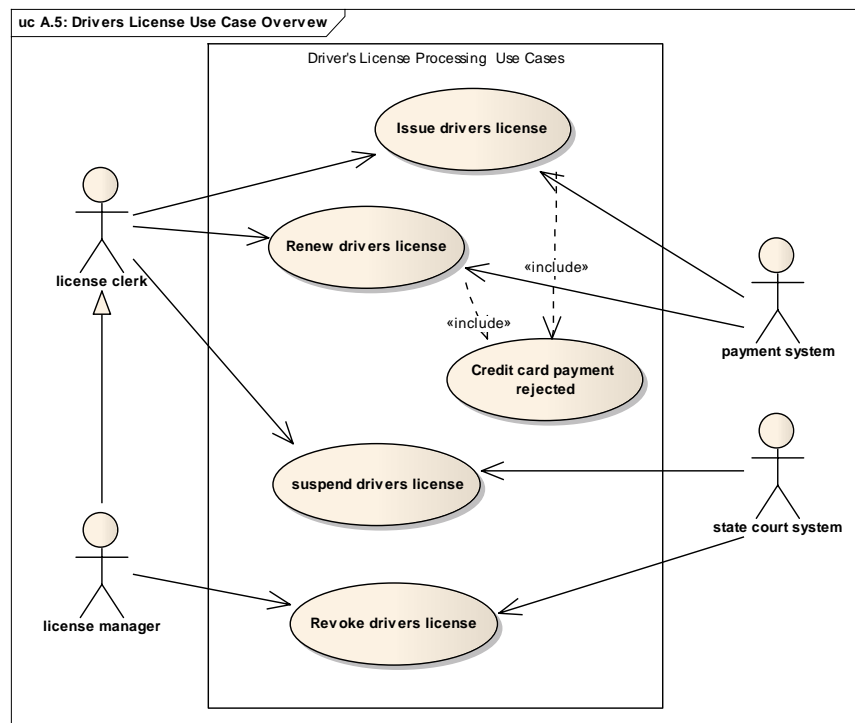 uc A.5: Drivers License Use Case Overvew
Driver's License Processing Use Cases
Issue drivers license
Renew drivers license
license clerk
«include»
«include»
payment system
Credit card payment
rejected
suspend drivers license
state court system
license manager
Revoke drivers license